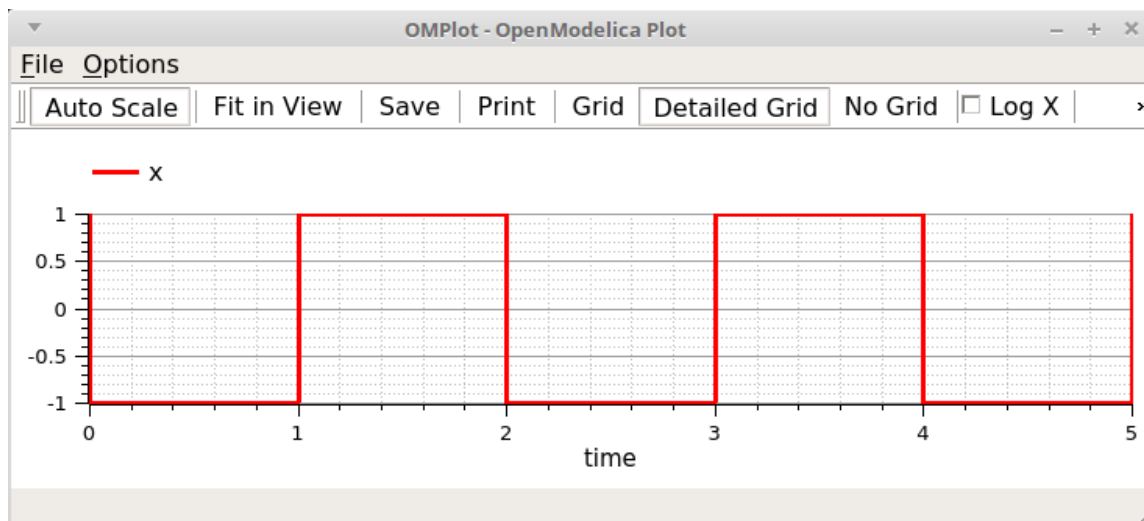 OMPlot - OpenModelica Plot
File Options
Auto Scale Fit in View Save Print Grid Detailed Grid No Grid Log X ›
x
1
0.5
0
-0.5
-1
0 1 2 3 4 5
time